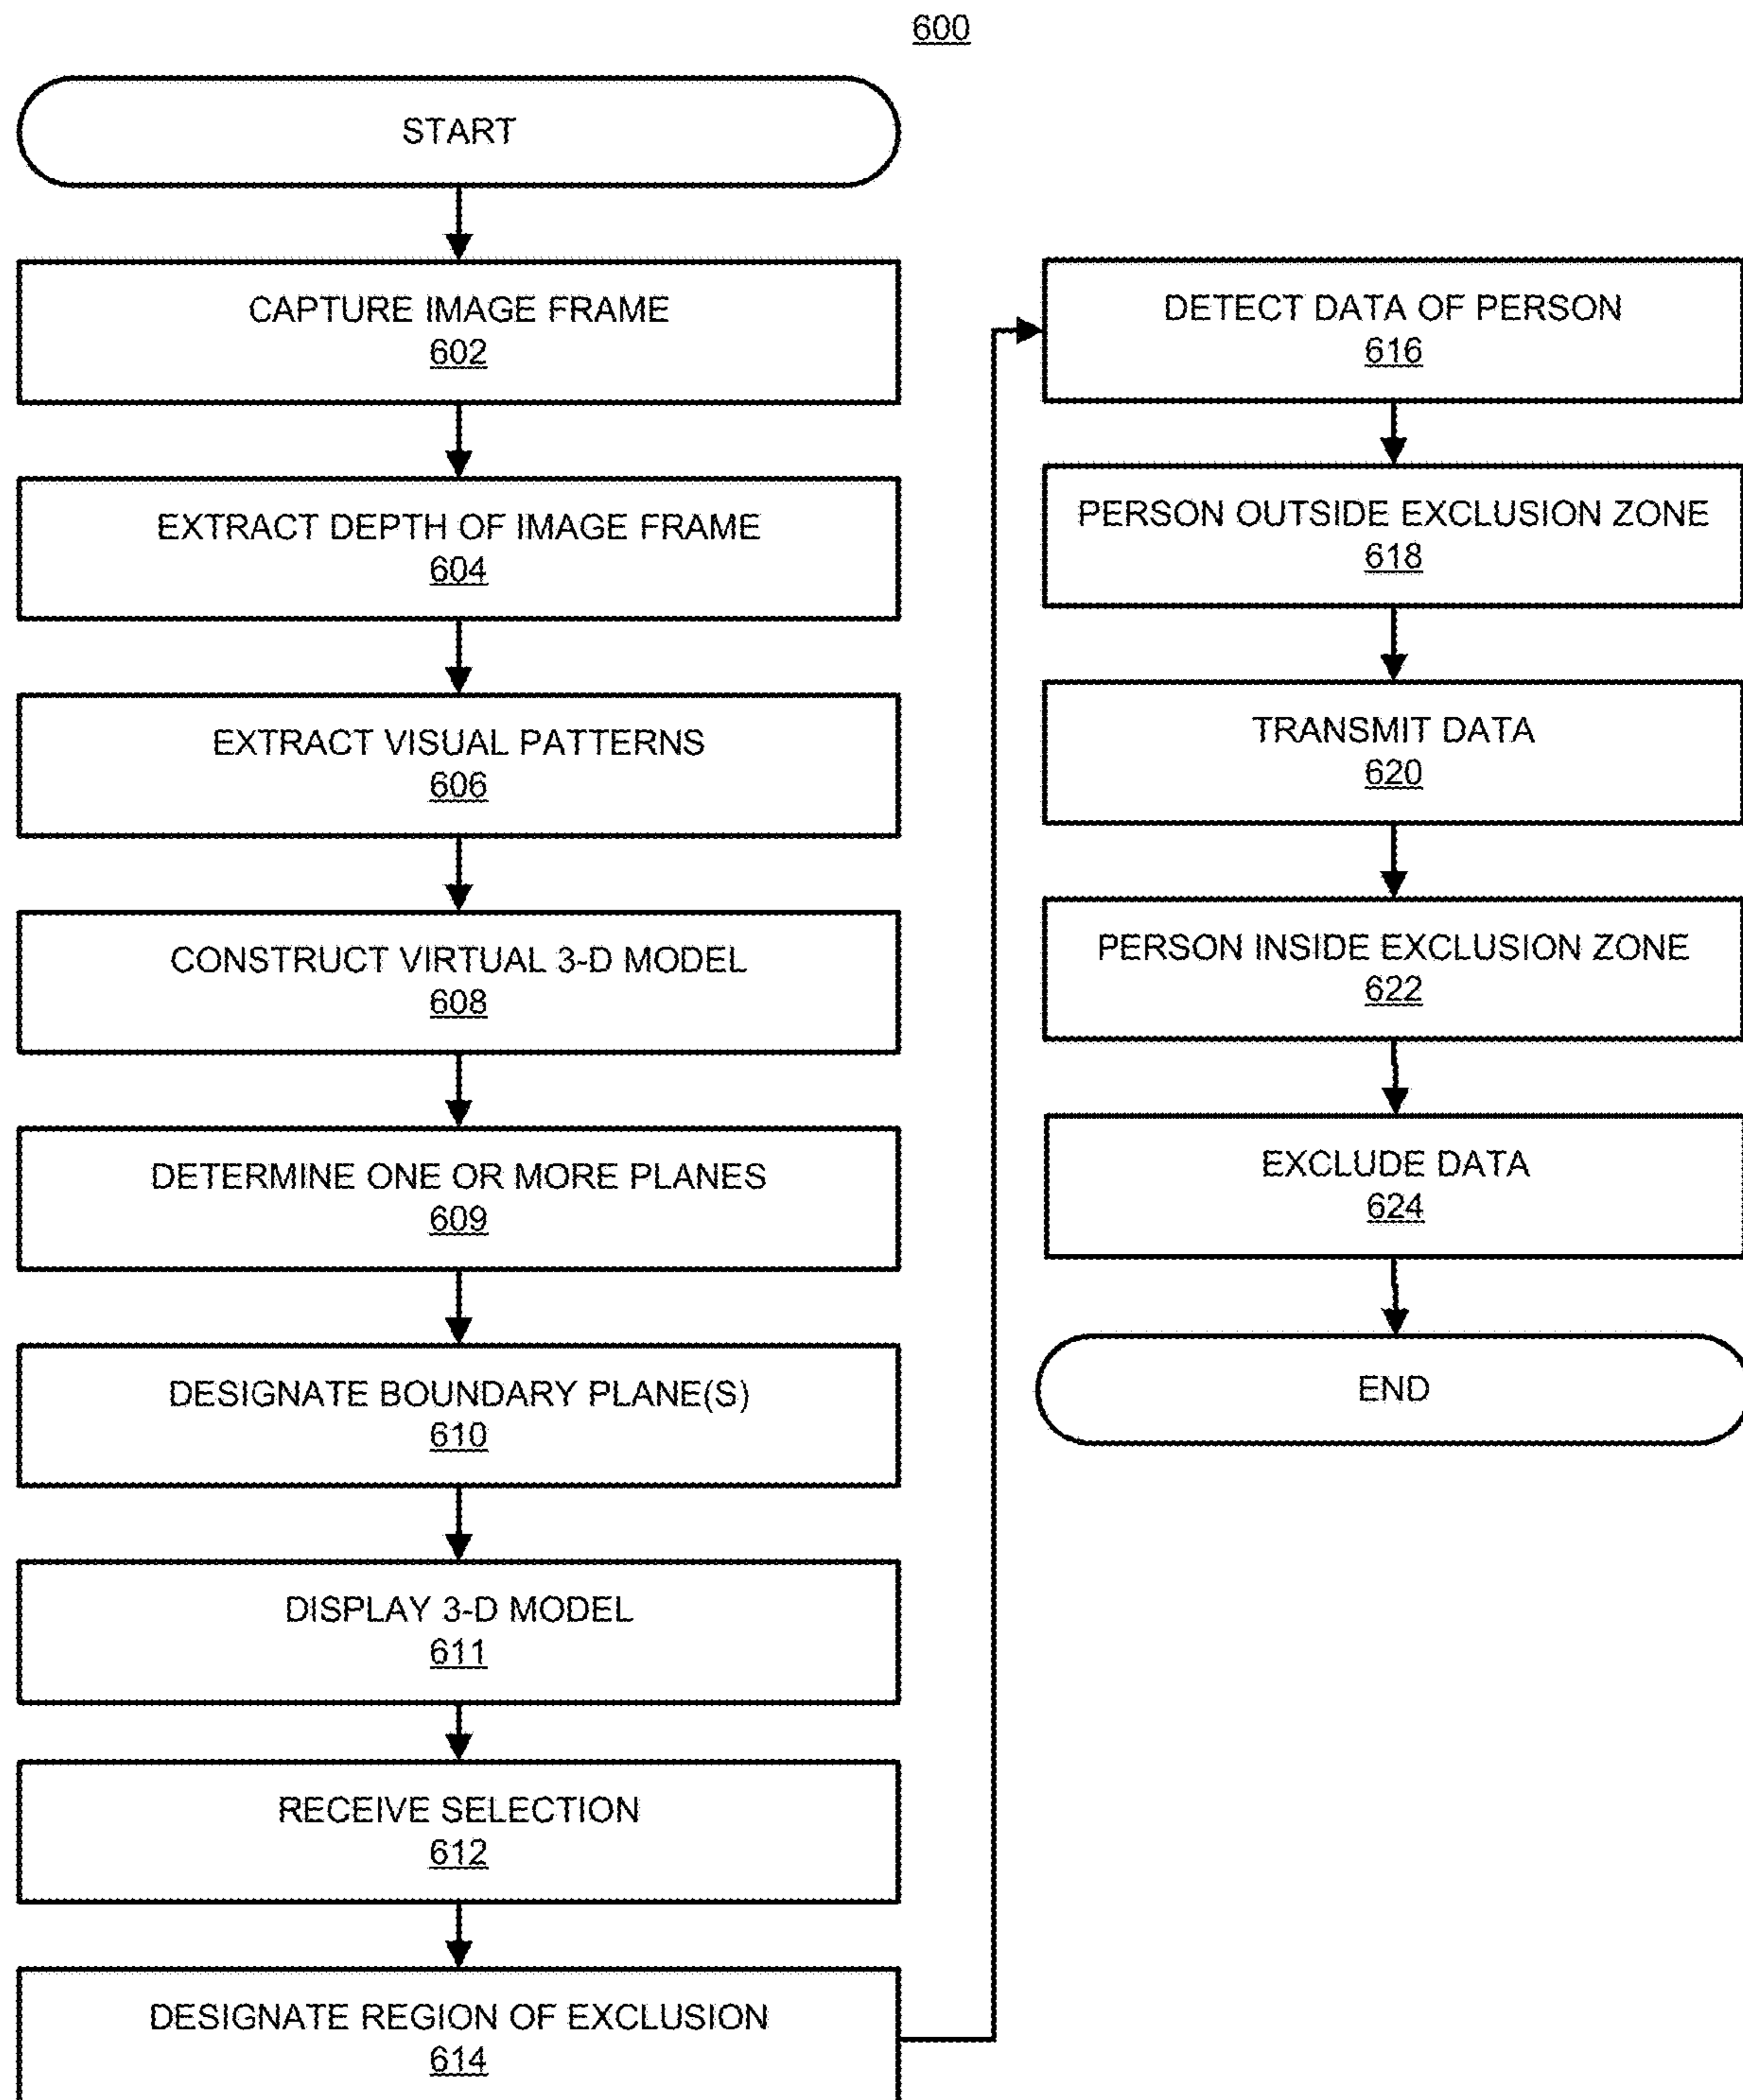 600
START
CAPTURE IMAGE FRAME
602
EXTRACT DEPTH OF IMAGE FRAME
604
EXTRACT VISUAL PATTERNS
606
CONSTRUCT VIRTUAL 3-D MODEL
608
DETERMINE ONE OR MORE PLANES
609
DESIGNATE BOUNDARY PLANE(S)
610
DISPLAY 3-D MODEL
611
RECEIVE SELECTION
612
DESIGNATE REGION OF EXCLUSION
614
DETECT DATA OF PERSON
616
PERSON OUTSIDE EXCLUSION ZONE
618
TRANSMIT DATA
620
PERSON INSIDE EXCLUSION ZONE
622
EXCLUDE DATA
624
END